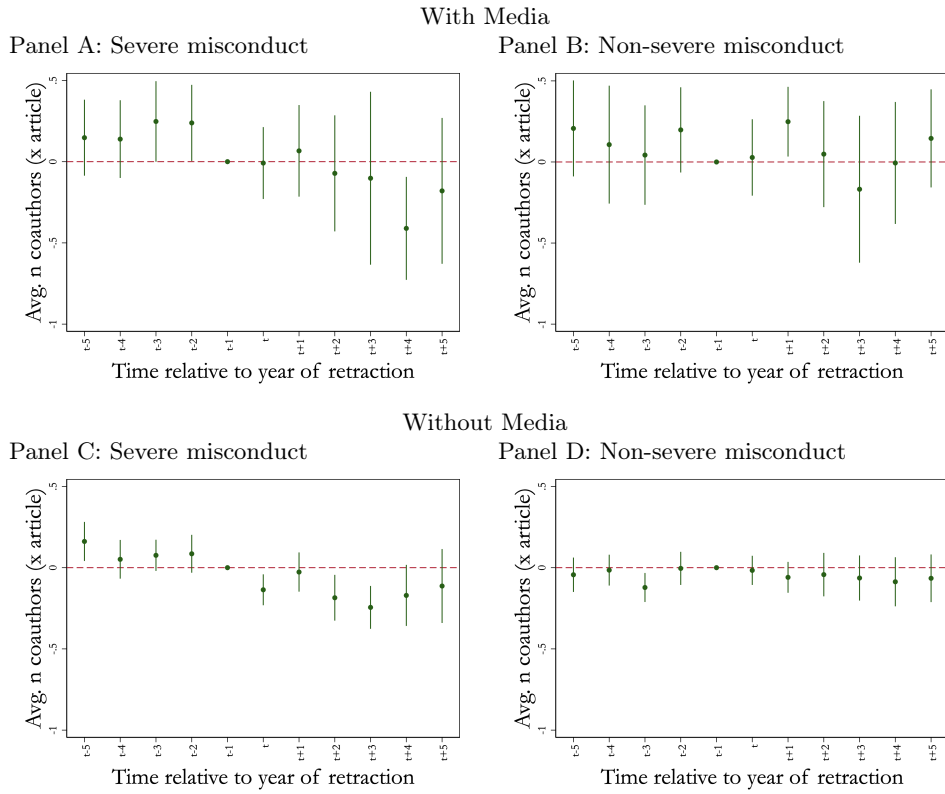 With Media
Panel A: Severe misconduct
Panel B: Non-severe misconduct
Avg. n coauthors (x article)
.5
0
-.5
-1
t-5 t-4 t-3 t-2 t-1 t t+1 t+2 t+3 t+4 t+5
Time relative to year of retraction
Avg. n coauthors (x article)
.5
0
-.5
-1
t-5 t-4 t-3 t-2 t-1 t t+1 t+2 t+3 t+4 t+5
Time relative to year of retraction
Without Media
Panel C: Severe misconduct
Panel D: Non-severe misconduct
Avg. n coauthors (x article)
.5
0
-.5
-1
t-5 t-4 t-3 t-2 t-1 t t+1 t+2 t+3 t+4 t+5
Time relative to year of retraction
Avg. n coauthors (x article)
.5
0
-.5
-1
t-5 t-4 t-3 t-2 t-1 t t+1 t+2 t+3 t+4 t+5
Time relative to year of retraction